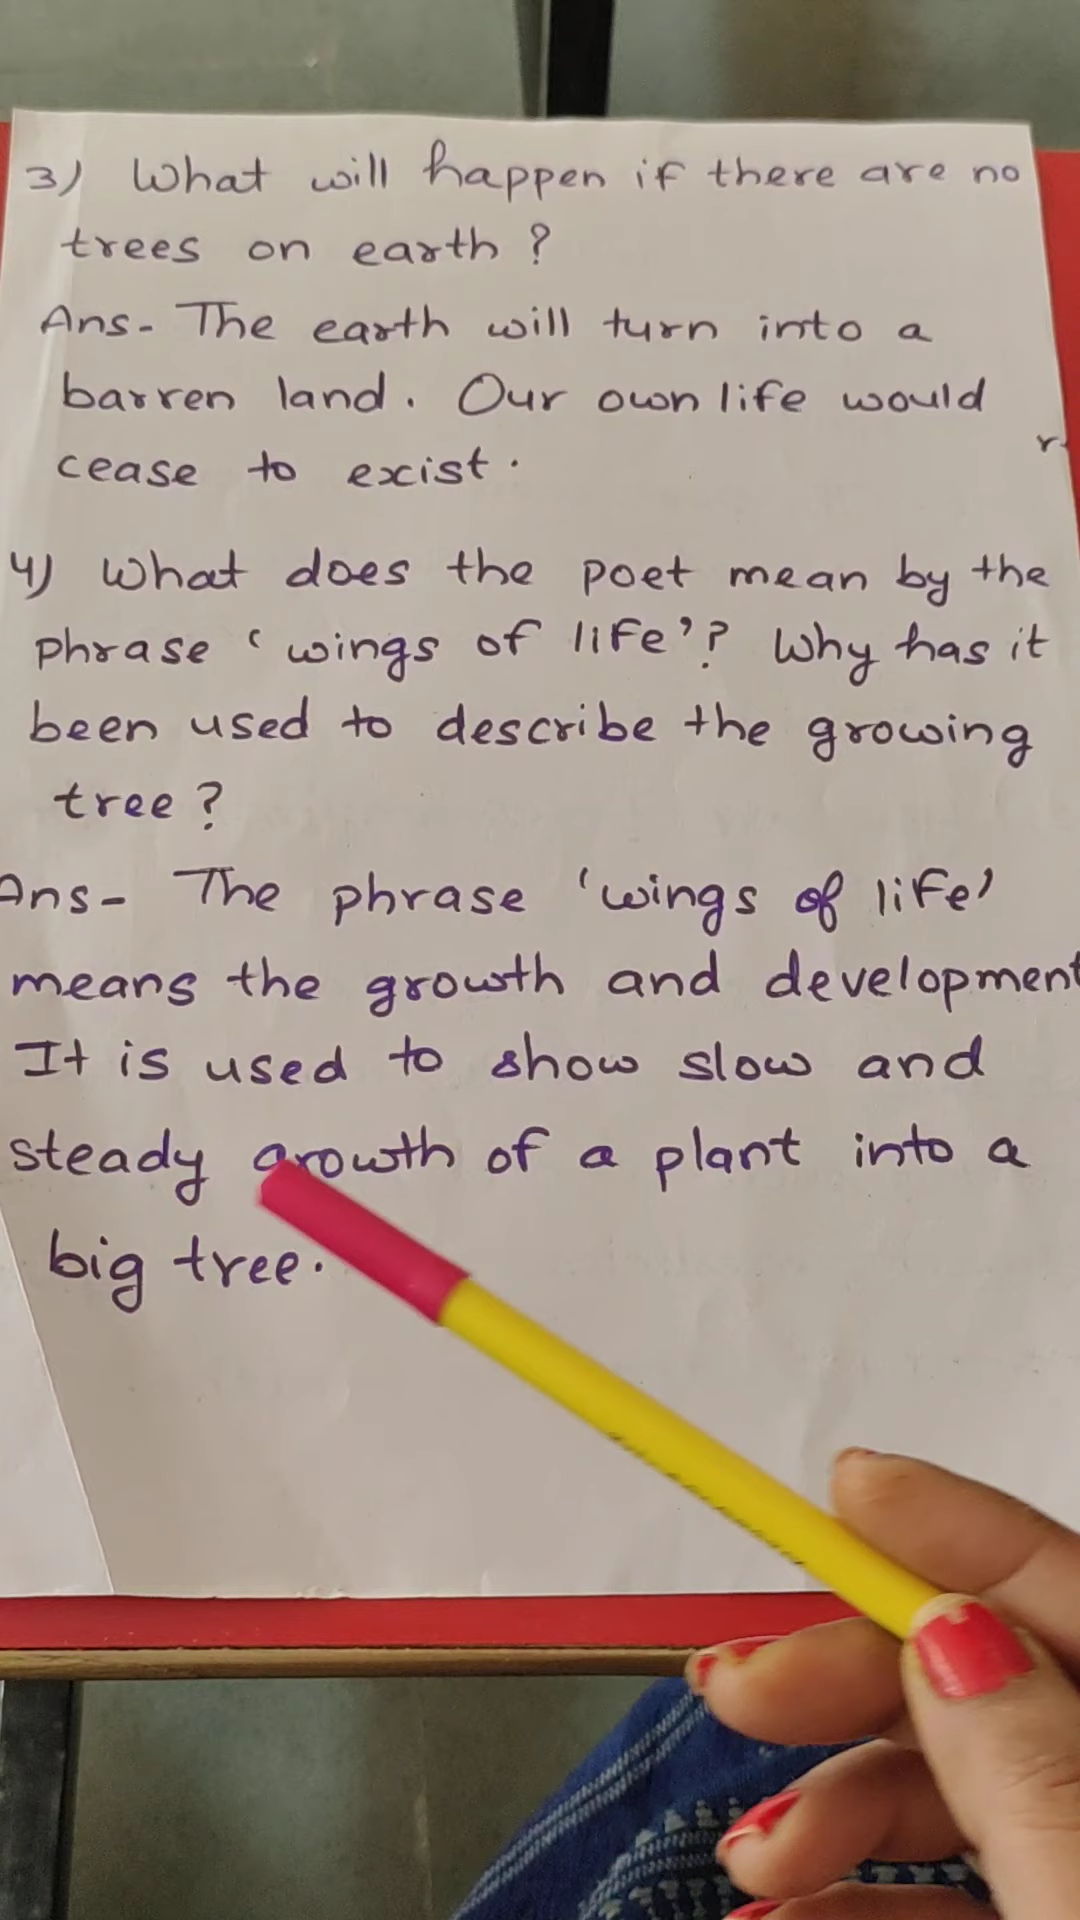 3) What will happen if there are no
trees on earth ?
Ans- The earth will turn into a
barren land. Our own life would
cease to exist.
4) What does the poet mean by the
phrase 'wings of life'? Why has it
been used to describe the growing
tree ?
Ans- The phrase 'wings of life'
means the growth and development
It is used to show slow and
steady growth of a plant into a
big tree.